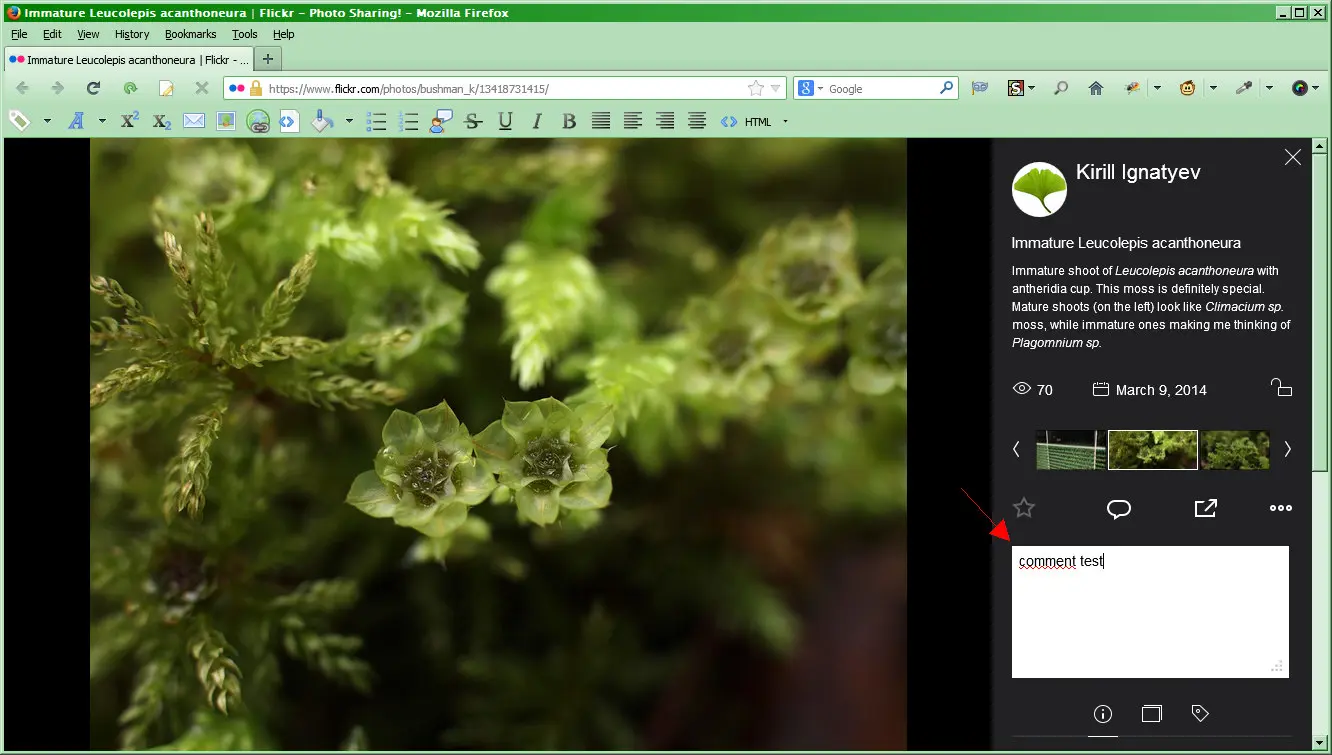 Immature Leucolepis acanthoneura | Flickr - Photo Sharing! - Mozilla Firefox
File Edit View History Bookmarks Tools Help
Immature Leucolepis acanthoneura | Flickr - ...
https://www.flickr.com/photos/bushman_k/13418731415/
8 Google
S
A X² X₂ S U I B HTML
Kirill Ignatyev
Immature Leucolepis acanthoneura
Immature shoot of Leucolepis acanthoneura with
antheridia cup. This moss is definitely special.
Mature shoots (on the left) look like Climacium sp.
moss, while immature ones making me thinking of
Plagomnium sp.
70 March 9, 2014
comment test